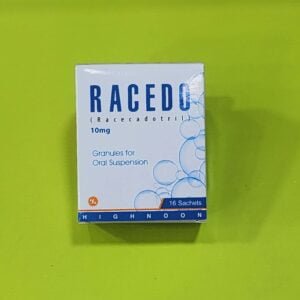 RACEDO
(Racecadotril)
10mg
Granules for
Oral Suspension
16 Sachets
HIGHNOON